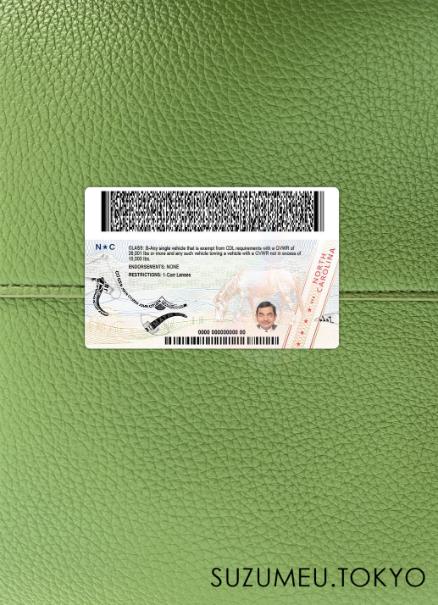 N★C
CLASS: B-Any single vehicle that is exempt from CDL requirements with a GVWR of
26,001 lbs or more and any such vehicle towing a vehicle with a GVWR not in excess of
10,000 lbs.
ENDORSEMENTS: NONE
RESTRICTIONS: 1-Corr Lenses
NORTH
CAROLINA
0000 000000000 00
SUZUMEU.TOKYO